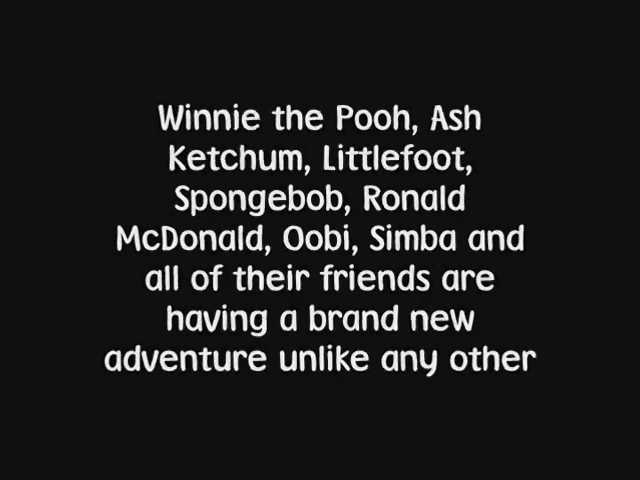 Winnie the Pooh, Ash
Ketchum, Littlefoot,
Spongebob, Ronald
McDonald, Oobi, Simba and
all of their friends are
having a brand new
adventure unlike any other